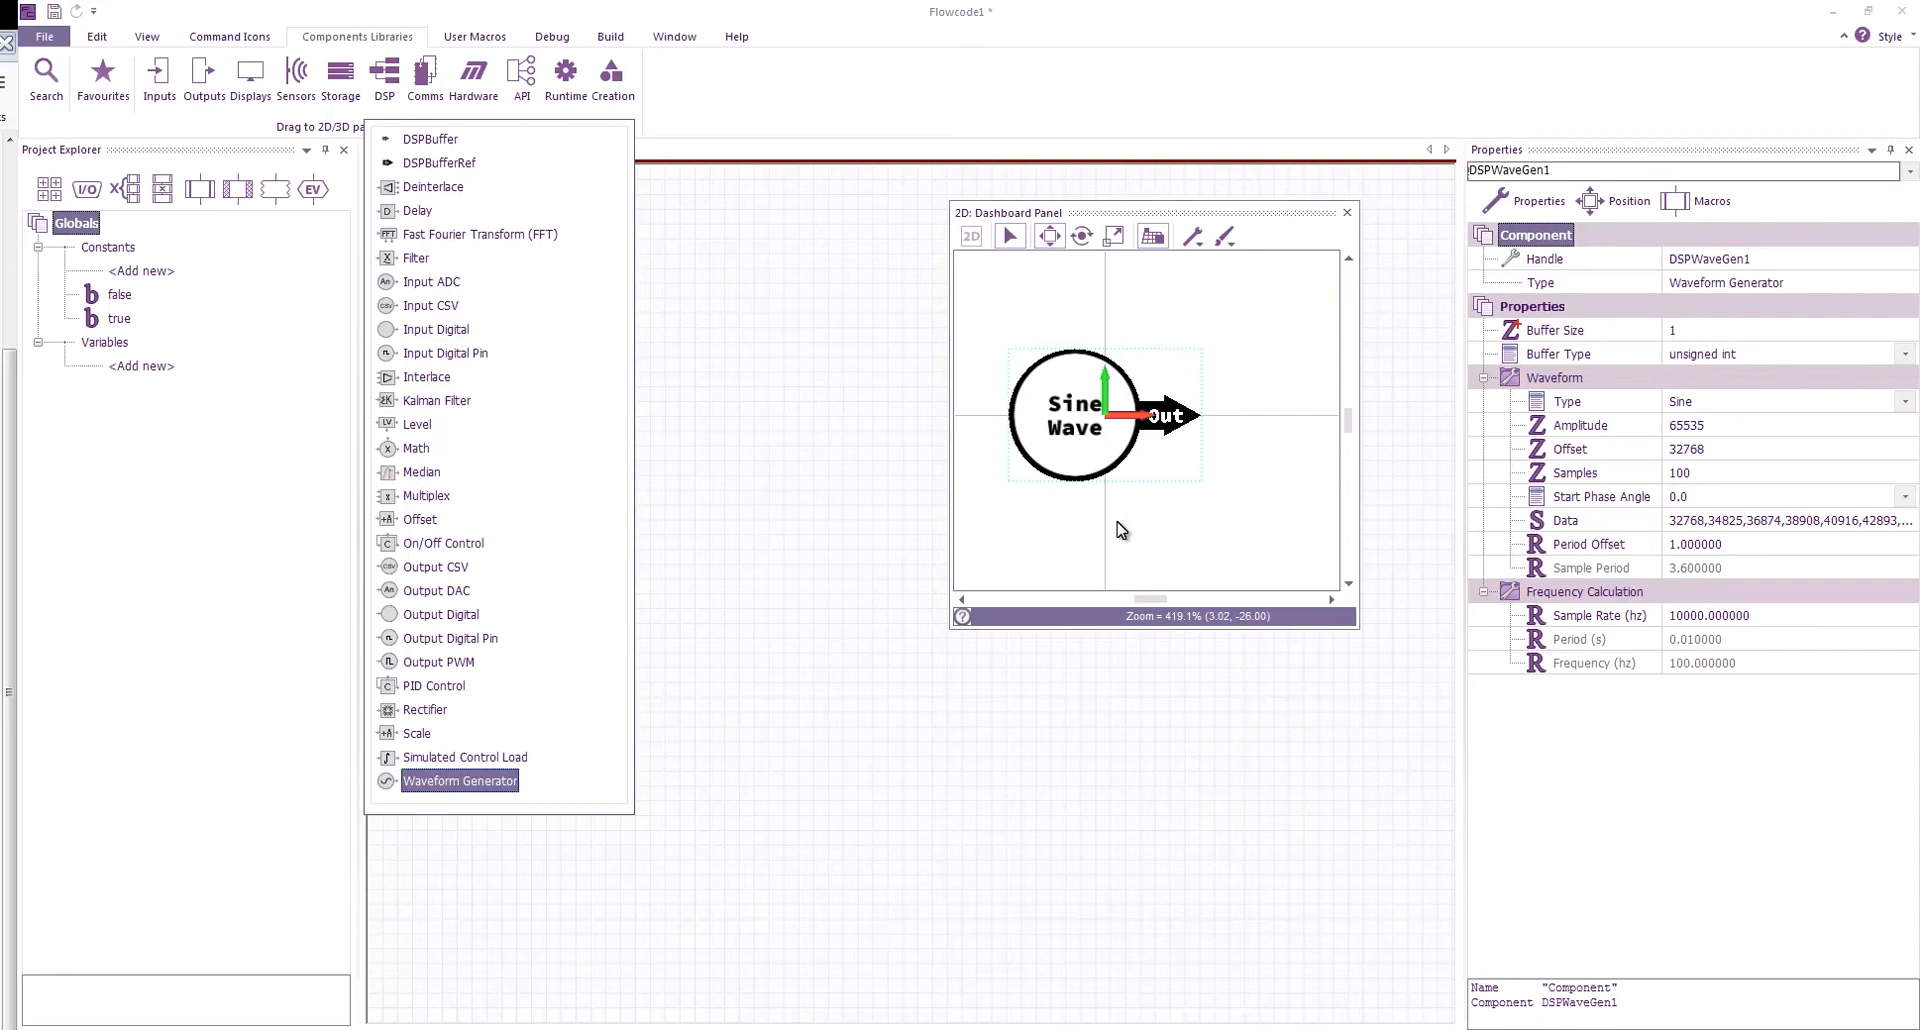 Flowcode1 *
File Edit View Command Icons Components Libraries User Macros Debug Build Window Help
Style
Search Favourites Inputs Outputs Displays Sensors Storage DSP Comms Hardware API Runtime Creation
Drag to 2D/3D pa
Project Explorer
I/O
EV
Globals
Constants
<Add new>
false
true
Variables
<Add new>
DSPBuffer
DSPBufferRef
Deinterlace
Delay
Fast Fourier Transform (FFT)
Filter
Input ADC
Input CSV
Input Digital
Input Digital Pin
Interlace
Kalman Filter
Level
Math
Median
Multiplex
Offset
On/Off Control
Output CSV
Output DAC
Output Digital
Output Digital Pin
Output PWM
PID Control
Rectifier
Scale
Simulated Control Load
Waveform Generator
2D: Dashboard Panel
2D
Sine
Wave
Out
Zoom = 419.1% (3.02, -26.00)
Properties
DSPWaveGen1
Properties Position Macros
Component
Handle DSPWaveGen1
Type Waveform Generator
Properties
Buffer Size 1
Buffer Type unsigned int
Waveform
Type Sine
Amplitude 65535
Offset 32768
Samples 100
Start Phase Angle 0.0
Data 32768,34825,36874,38908,40916,42893,...
Period Offset 1.000000
Sample Period 3.600000
Frequency Calculation
Sample Rate (hz) 10000.000000
Period (s) 0.010000
Frequency (hz) 100.000000
Name "Component"
Component DSPWaveGen1